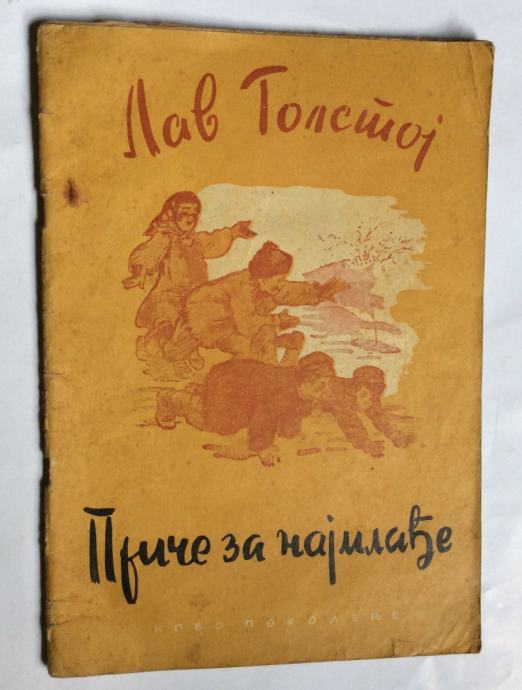 Лав Толстој
Приче за најмлађе
НОВО ПОКОЛЕЊЕ